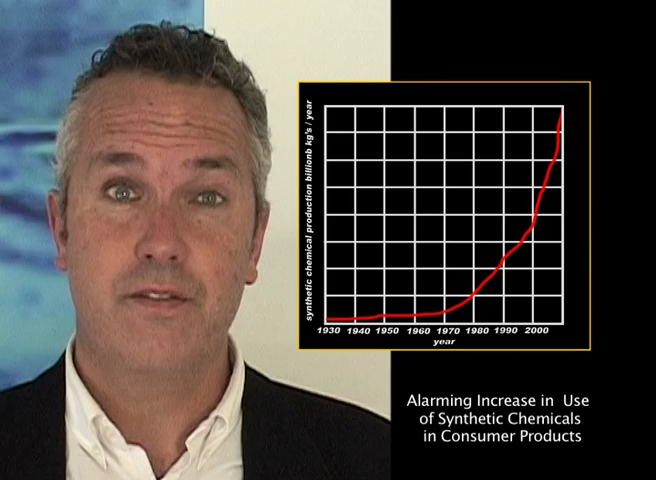 synthetic chemical production billionb kg's / year
1930 1940 1950 1960 1970 1980 1990 2000
year
Alarming Increase in Use
of Synthetic Chemicals
in Consumer Products